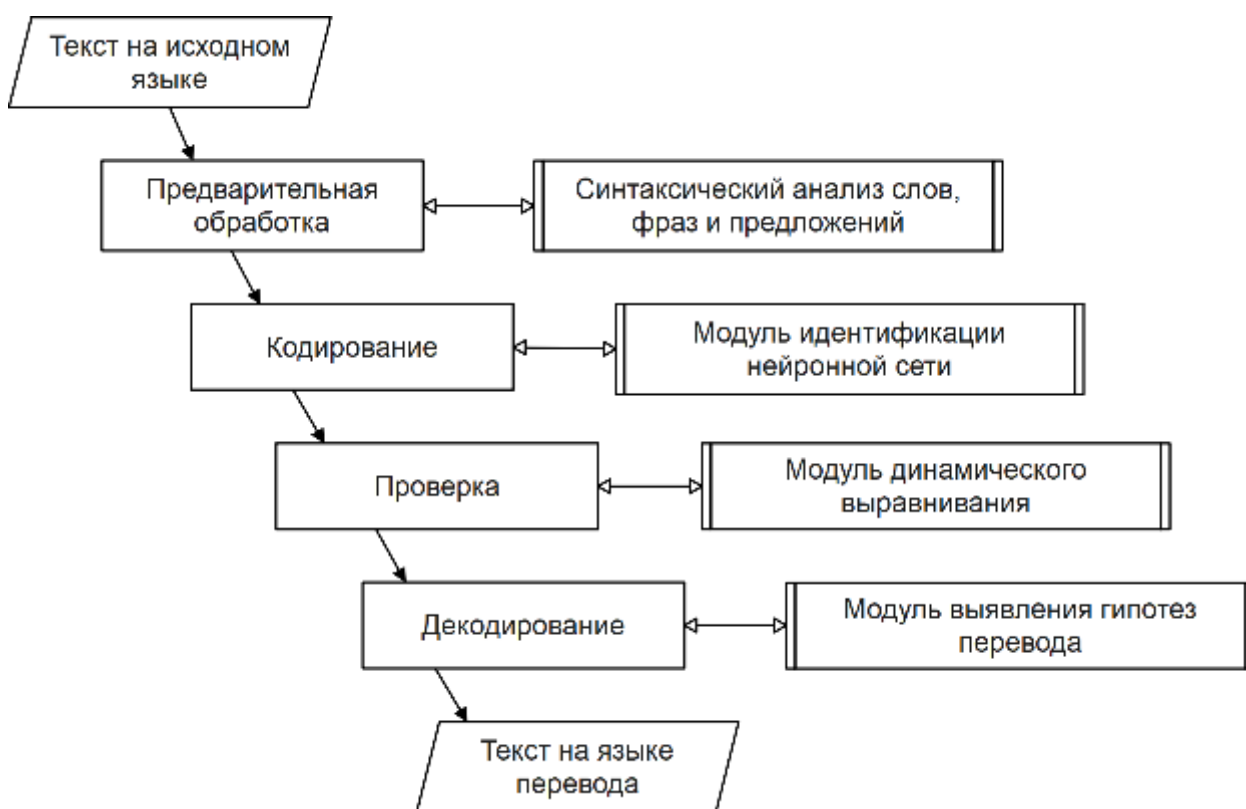 Текст на исходном
языке
Предварительная
обработка
Синтаксический анализ слов,
фраз и предложений
Кодирование
Модуль идентификации
нейронной сети
Проверка
Модуль динамического
выравнивания
Декодирование
Модуль выявления гипотез
перевода
Текст на языке
перевода